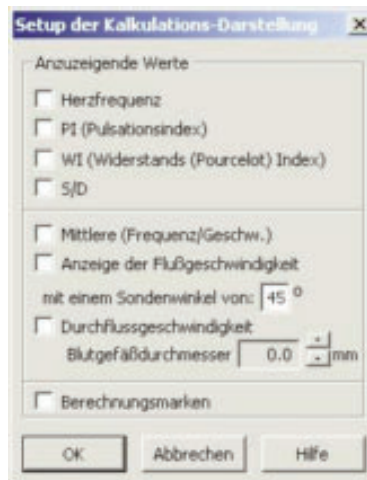 Setup der Kalkulations-Darstellung
Anzuzeigende Werte
Herzfrequenz
PI (Pulsationsindex)
WI (Widerstands (Pourcelot) Index)
S/D
Mittlere (Frequenz/Geschw.)
Anzeige der Flußgeschwindigkeit
mit einem Sondenwinkel von: 45 °
Durchflussgeschwindigkeit
Blutgefäßdurchmesser 0.0 mm
Berechnungsmarken
OK Abbrechen Hilfe